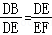 DB/DE = DE/EF